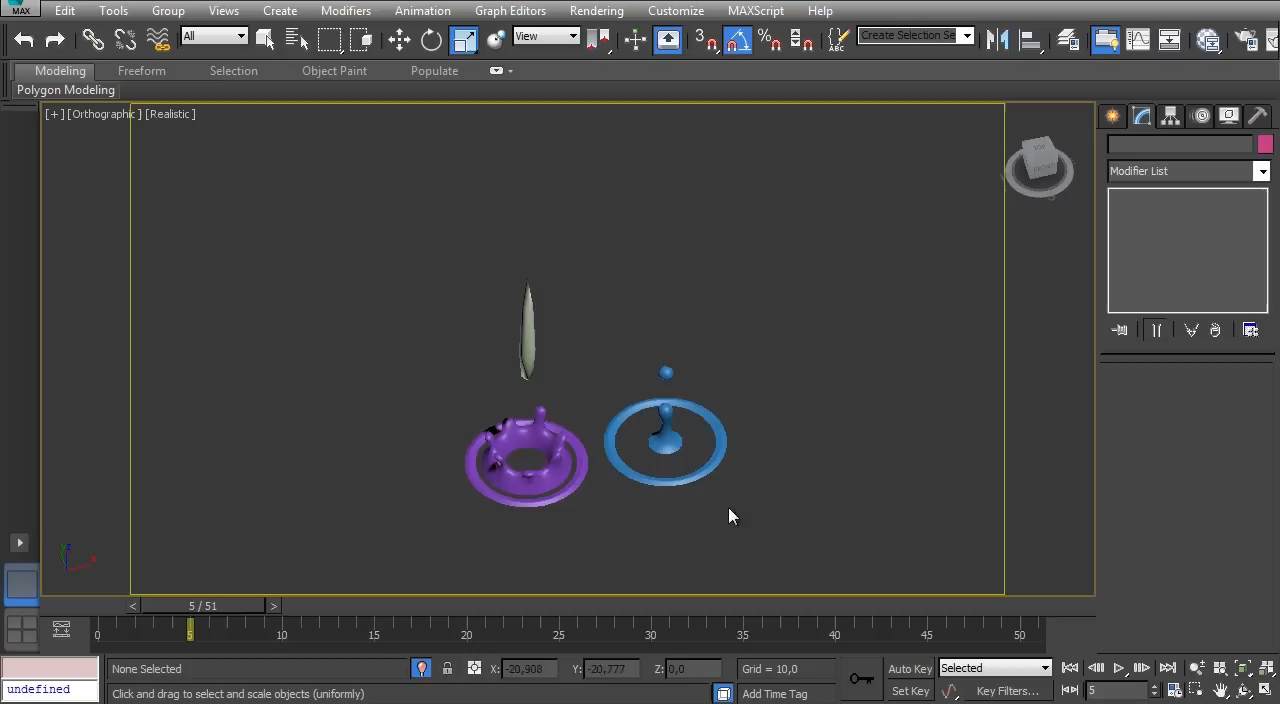 MAX
Edit Tools Group Views Create Modifiers Animation Graph Editors Rendering Customize MAXScript Help
All View 3 % ABC Create Selection Se
Modeling Freeform Selection Object Paint Populate
Polygon Modeling
[+][Orthographic][Realistic]
TOP
Modifier List
Z X
< 5 / 51 >
0 5 10 15 20 25 30 35 40 45 50
None Selected X: -20,908 Y: -20,777 Z: 0,0 Grid = 10,0 Auto Key Selected
undefined Click and drag to select and scale objects (uniformly) Add Time Tag Set Key Key Filters... 5